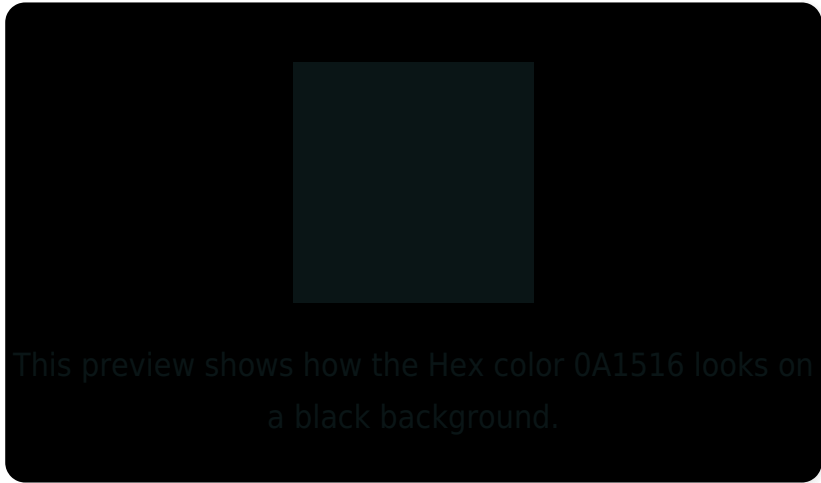 This preview shows how the Hex color 0A1516 looks on
a black background.